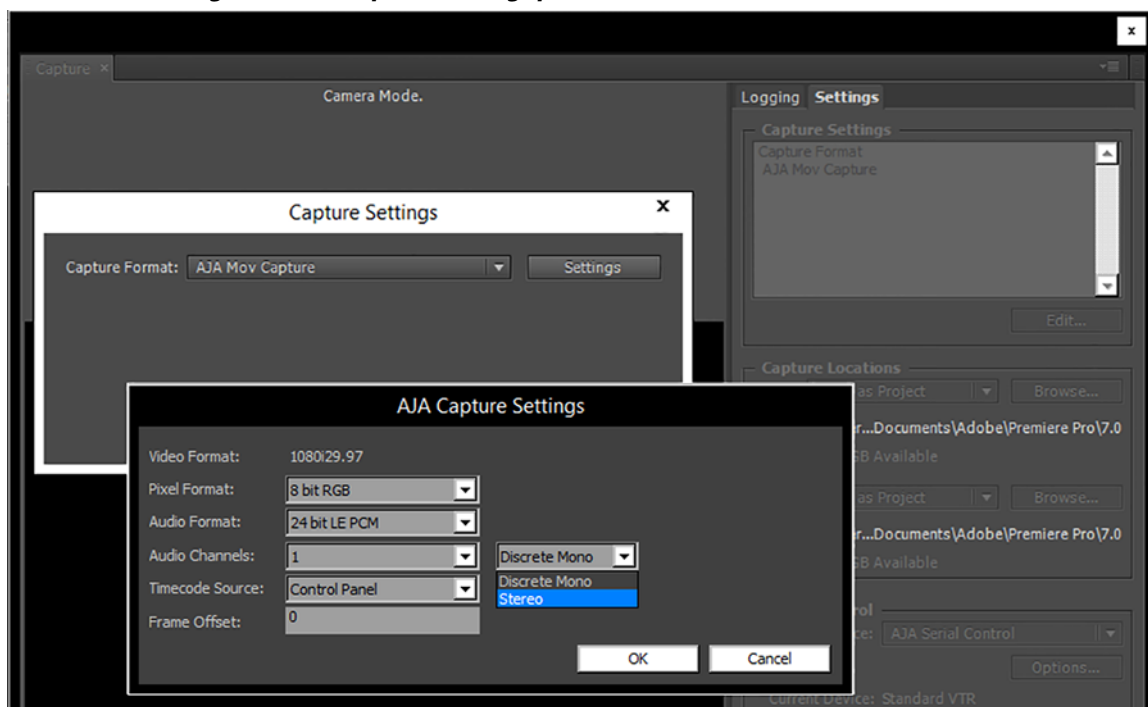 Capture ×
Camera Mode.
Logging Settings
Capture Settings
Capture Format
AJA Mov Capture
Edit...
Capture Settings x
Capture Format: AJA Mov Capture Settings
Capture Locations
as Project Browse...
...Documents\Adobe\Premiere Pro\7.0
GB Available
as Project Browse...
...Documents\Adobe\Premiere Pro\7.0
GB Available
AJA Serial Control
Options...
Current Device: Standard VTR
AJA Capture Settings
Video Format: 1080i29.97
Pixel Format: 8 bit RGB
Audio Format: 24 bit LE PCM
Audio Channels: 1 Discrete Mono
Discrete Mono
Stereo
Timecode Source: Control Panel
Frame Offset: 0
OK Cancel